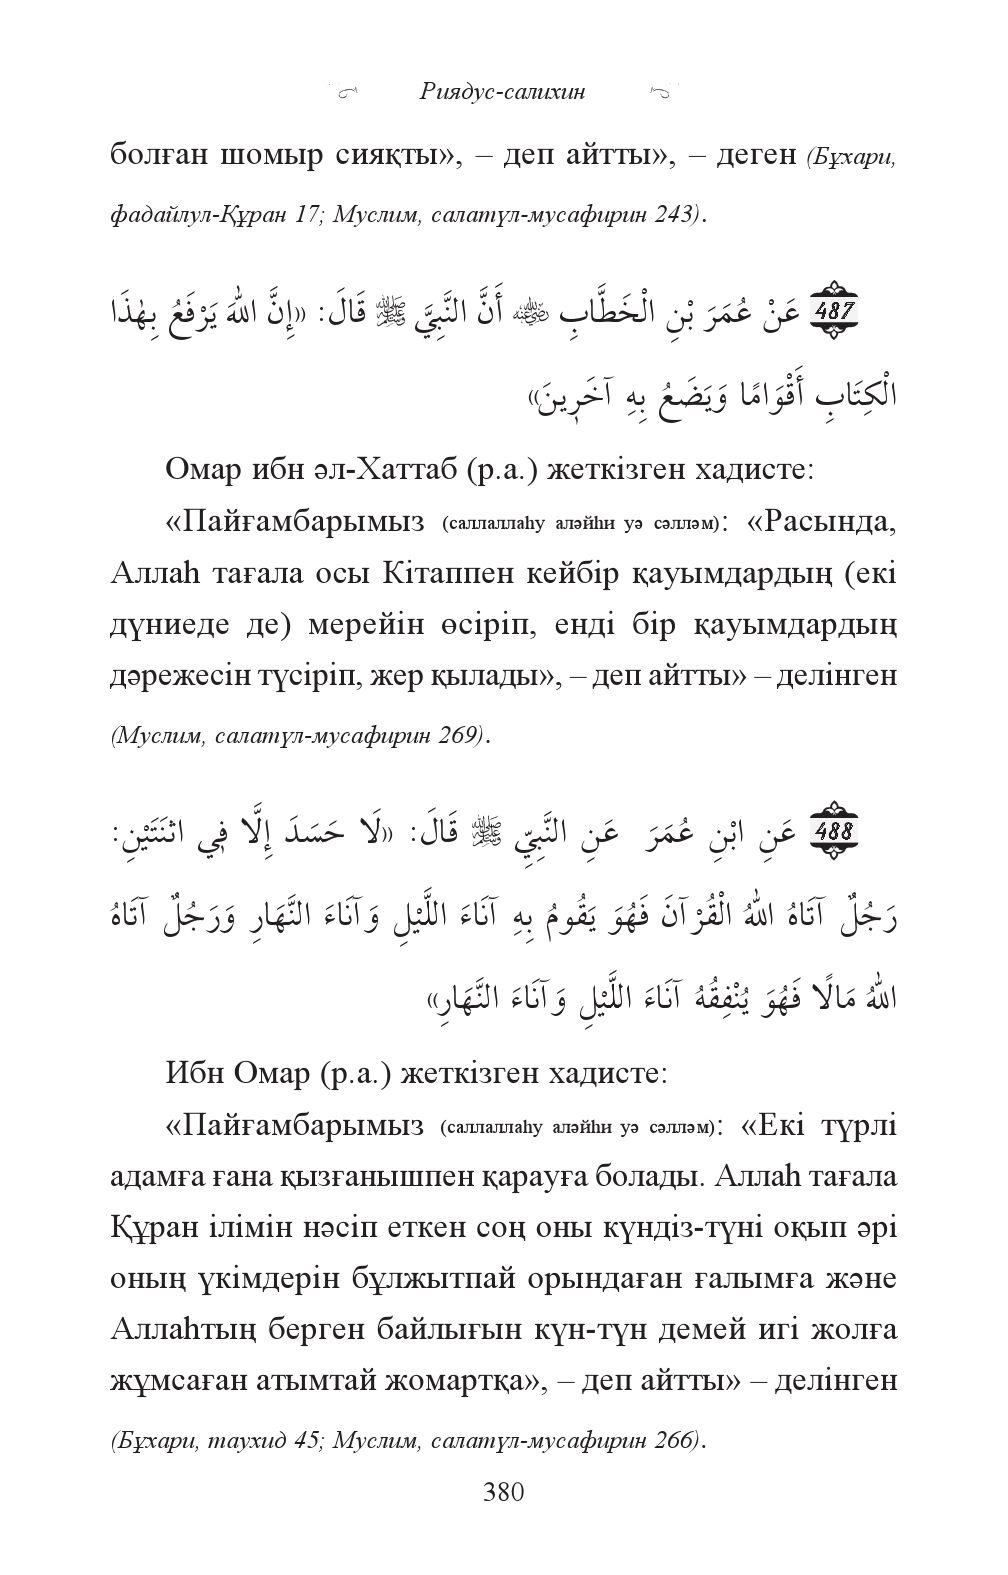 Риядус-салихин
болған шомыр сияқты», – деп айтты», – деген (Бұхари,
фадайлул-Құран 17; Муслим, салатүл-мусафирин 243).
487 عَنْ عُمَرَ بْنِ الْخَطَّابِ رضي الله عنه أَنَّ النَّبِيَّ ﷺ قَالَ: «إِنَّ اللهَ يَرْفَعُ بِهٰذَا
الْكِتَابِ أَقْوَامًا وَيَضَعُ بِهِ آخَرِينَ»
Омар ибн әл-Хаттаб (р.а.) жеткізген хадисте:
«Пайғамбарымыз (саллаллаһу аләйһи уә сәлләм): «Расында,
Аллаһ тағала осы Кітаппен кейбір қауымдардың (екі
дүниеде де) мерейін өсіріп, енді бір қауымдардың
дәрежесін түсіріп, жер қылады», – деп айтты» – делінген
(Муслим, салатүл-мусафирин 269).
488 عَنِ ابْنِ عُمَرَ عَنِ النَّبِيِّ ﷺ قَالَ: «لَا حَسَدَ إِلَّا فِي اثْنَتَيْنِ:
رَجُلٌ آتَاهُ اللهُ الْقُرْآنَ فَهُوَ يَقُومُ بِهِ آنَاءَ اللَّيْلِ وَآنَاءَ النَّهَارِ وَرَجُلٌ آتَاهُ
اللهُ مَالًا فَهُوَ يُنْفِقُهُ آنَاءَ اللَّيْلِ وَآنَاءَ النَّهَارِ»
Ибн Омар (р.а.) жеткізген хадисте:
«Пайғамбарымыз (саллаллаһу аләйһи уә сәлләм): «Екі түрлі
адамға ғана қызғанышпен қарауға болады. Аллаһ тағала
Құран ілімін нәсіп еткен соң оны күндіз-түні оқып әрі
оның үкімдерін бұлжытпай орындаған ғалымға және
Аллаһтың берген байлығын күн-түн демей игі жолға
жұмсаған атымтай жомартқа», – деп айтты» – делінген
(Бұхари, таухид 45; Муслим, салатүл-мусафирин 266).
380